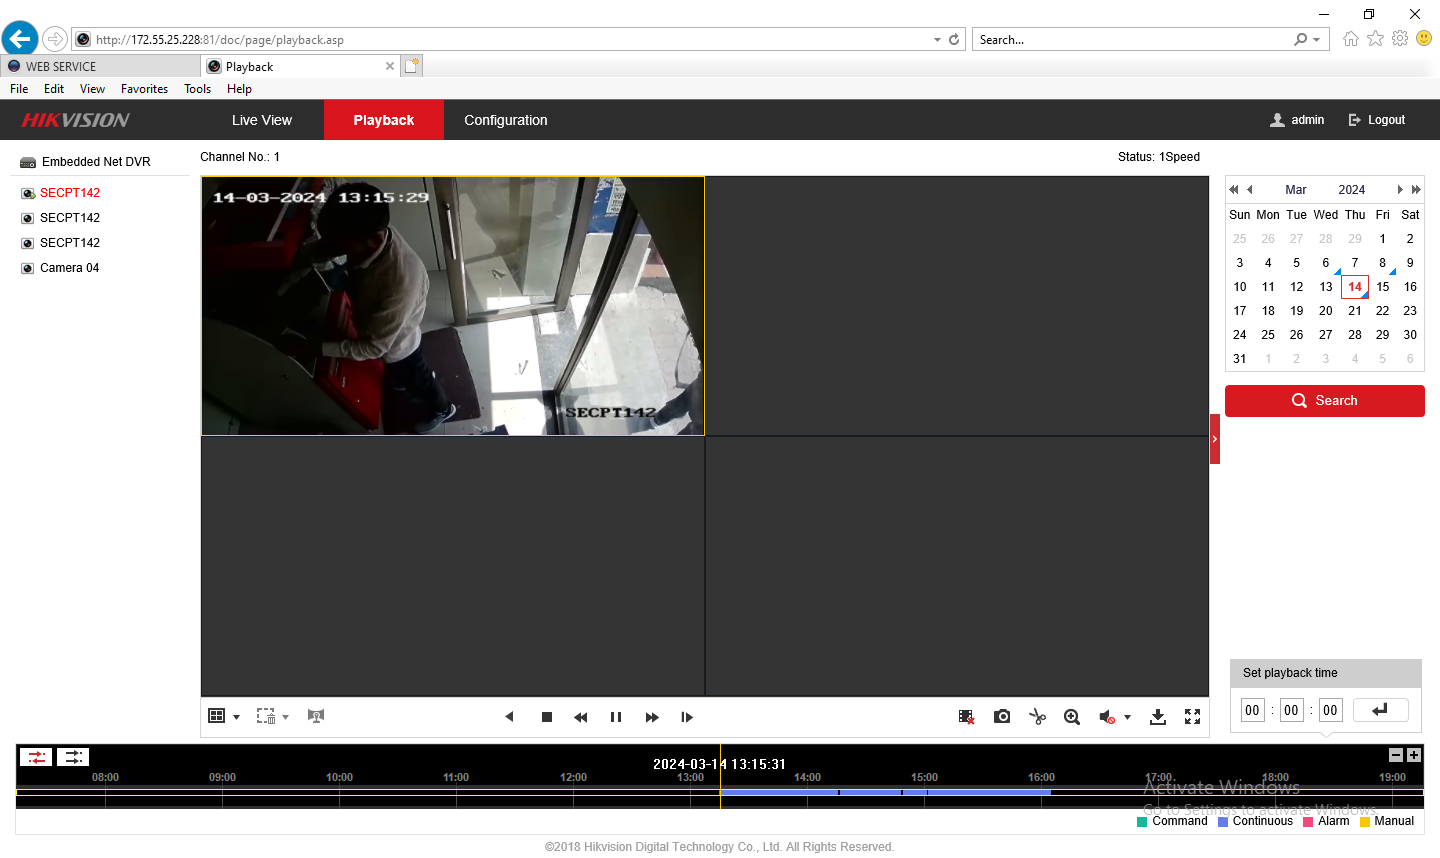 http://172.55.25.228:81/doc/page/playback.asp
Search...
WEB SERVICE
Playback
File Edit View Favorites Tools Help
HIKVISION
Live View
Playback
Configuration
admin
Logout
Embedded Net DVR
Channel No.: 1
Status: 1Speed
SECPT142
SECPT142
SECPT142
Camera 04
14-03-2024 13:15:29
SECPT142
Mar 2024
Sun Mon Tue Wed Thu Fri Sat
25 26 27 28 29 1 2
3 4 5 6 7 8 9
10 11 12 13 14 15 16
17 18 19 20 21 22 23
24 25 26 27 28 29 30
31 1 2 3 4 5 6
Search
Set playback time
00 : 00 : 00
2024-03-14 13:15:31
08:00 09:00 10:00 11:00 12:00 13:00 14:00 15:00 16:00 17:00 18:00 19:00
Activate Windows
Go to Settings to activate Windows.
Command Continuous Alarm Manual
©2018 Hikvision Digital Technology Co., Ltd. All Rights Reserved.